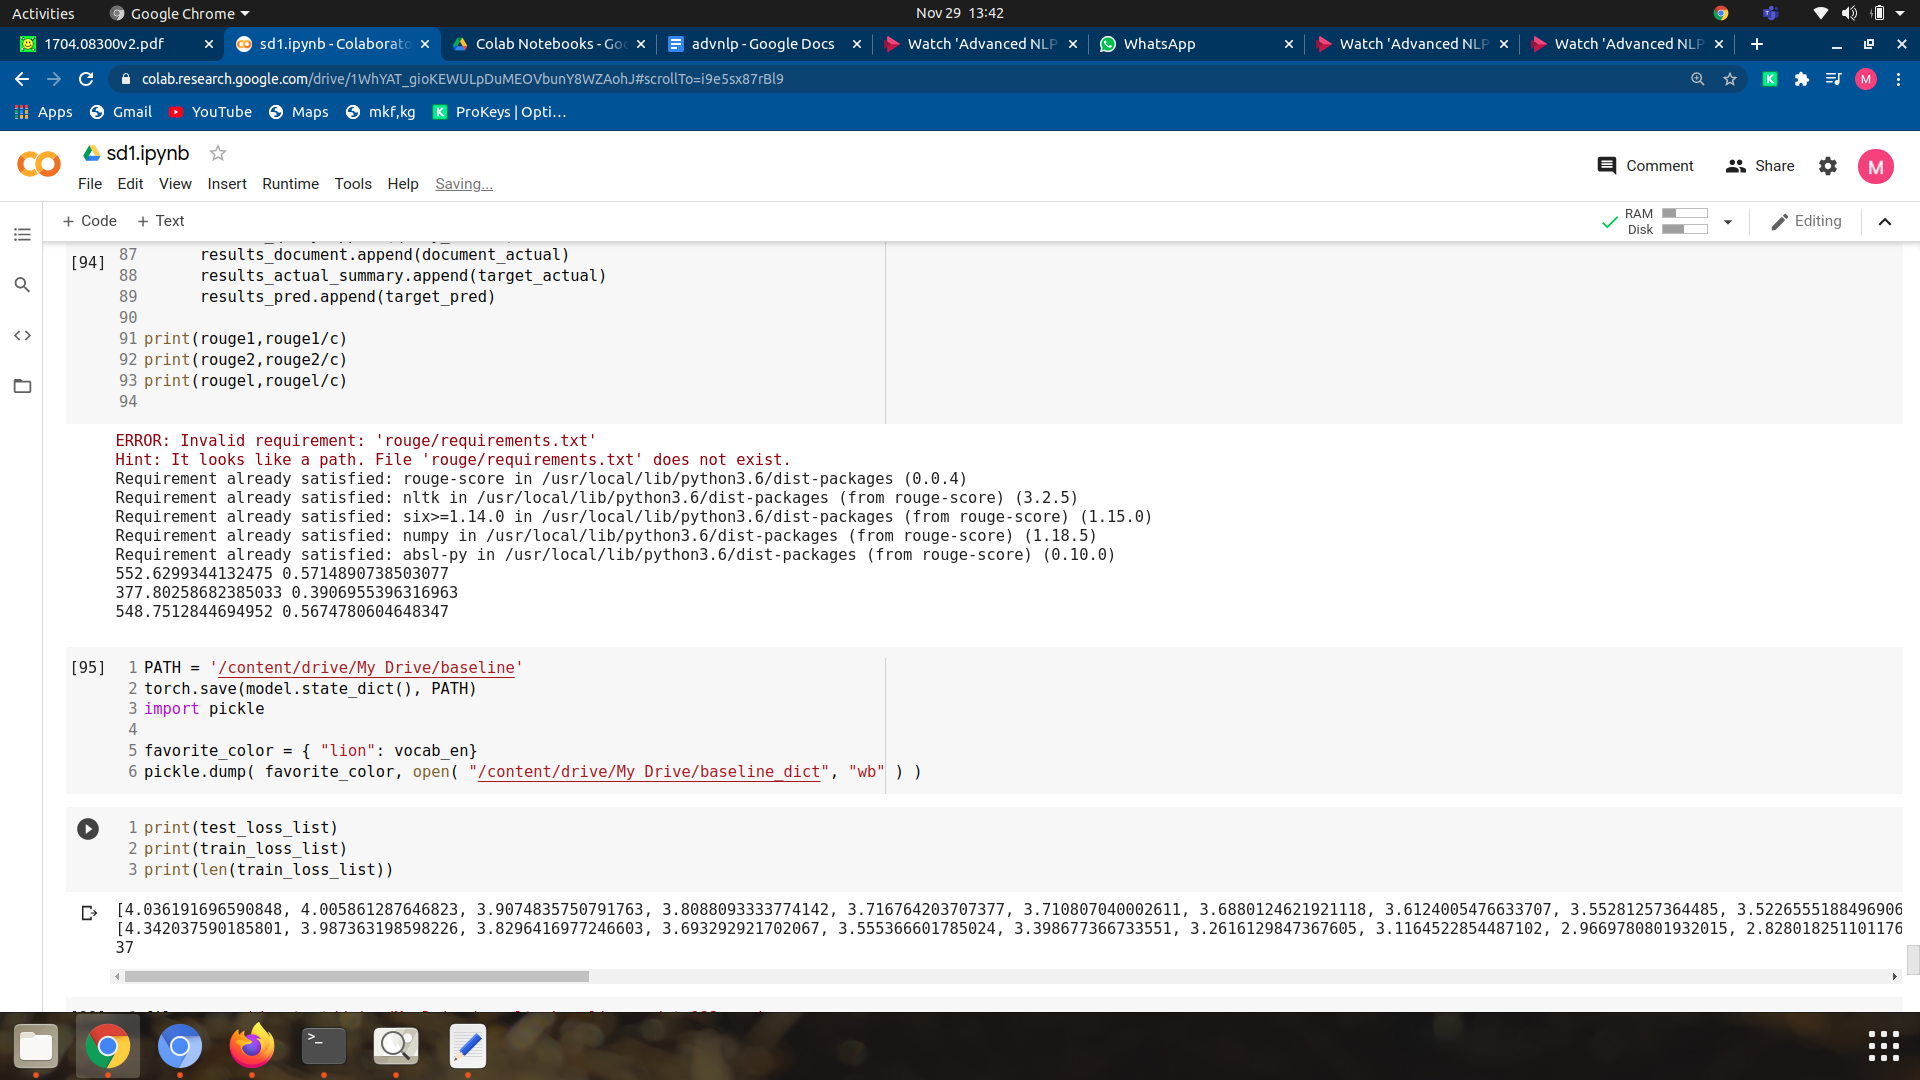 Activities Google Chrome Nov 29 13:42
1704.08300v2.pdf sd1.ipynb - Colaborato Colab Notebooks - Goo advnlp - Google Docs Watch 'Advanced NLP WhatsApp Watch 'Advanced NLP Watch 'Advanced NLP
colab.research.google.com/drive/1WhYAT_gioKEWULpDuMEOVbunY8WZAohJ#scrollTo=i9e5sx87rBl9 K M
Apps Gmail YouTube Maps mkf,kg K ProKeys | Opti…
sd1.ipynb
Comment Share M
File Edit View Insert Runtime Tools Help Saving...
+ Code + Text RAM Disk Editing
[94] 87 results_document.append(document_actual)
88 results_actual_summary.append(target_actual)
89 results_pred.append(target_pred)
90
91 print(rouge1,rouge1/c)
92 print(rouge2,rouge2/c)
93 print(rougel,rougel/c)
94
ERROR: Invalid requirement: 'rouge/requirements.txt'
Hint: It looks like a path. File 'rouge/requirements.txt' does not exist.
Requirement already satisfied: rouge-score in /usr/local/lib/python3.6/dist-packages (0.0.4)
Requirement already satisfied: nltk in /usr/local/lib/python3.6/dist-packages (from rouge-score) (3.2.5)
Requirement already satisfied: six>=1.14.0 in /usr/local/lib/python3.6/dist-packages (from rouge-score) (1.15.0)
Requirement already satisfied: numpy in /usr/local/lib/python3.6/dist-packages (from rouge-score) (1.18.5)
Requirement already satisfied: absl-py in /usr/local/lib/python3.6/dist-packages (from rouge-score) (0.10.0)
552.6299344132475 0.5714890738503077
377.80258682385033 0.3906955396316963
548.7512844694952 0.5674780604648347
[95] 1 PATH = '/content/drive/My Drive/baseline'
2 torch.save(model.state_dict(), PATH)
3 import pickle
4
5 favorite_color = { "lion": vocab_en}
6 pickle.dump( favorite_color, open( "/content/drive/My Drive/baseline_dict", "wb" ) )
1 print(test_loss_list)
2 print(train_loss_list)
3 print(len(train_loss_list))
[4.036191696590848, 4.005861287646823, 3.9074835750791763, 3.8088093333774142, 3.716764203707377, 3.710807040002611, 3.6880124621921118, 3.6124005476633707, 3.55281257364485, 3.5226555188496906
[4.342037590185801, 3.987363198598226, 3.8296416977246603, 3.693292921702067, 3.555366601785024, 3.398677366733551, 3.2616129847367605, 3.1164522854487102, 2.9669780801932015, 2.828018251101176
37